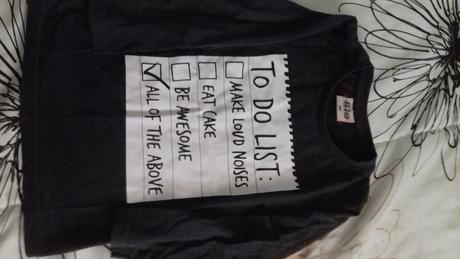 TO DO LIST:
MAKE LOUD NOISES
EAT CAKE
BE AWESOME
ALL OF THE ABOVE